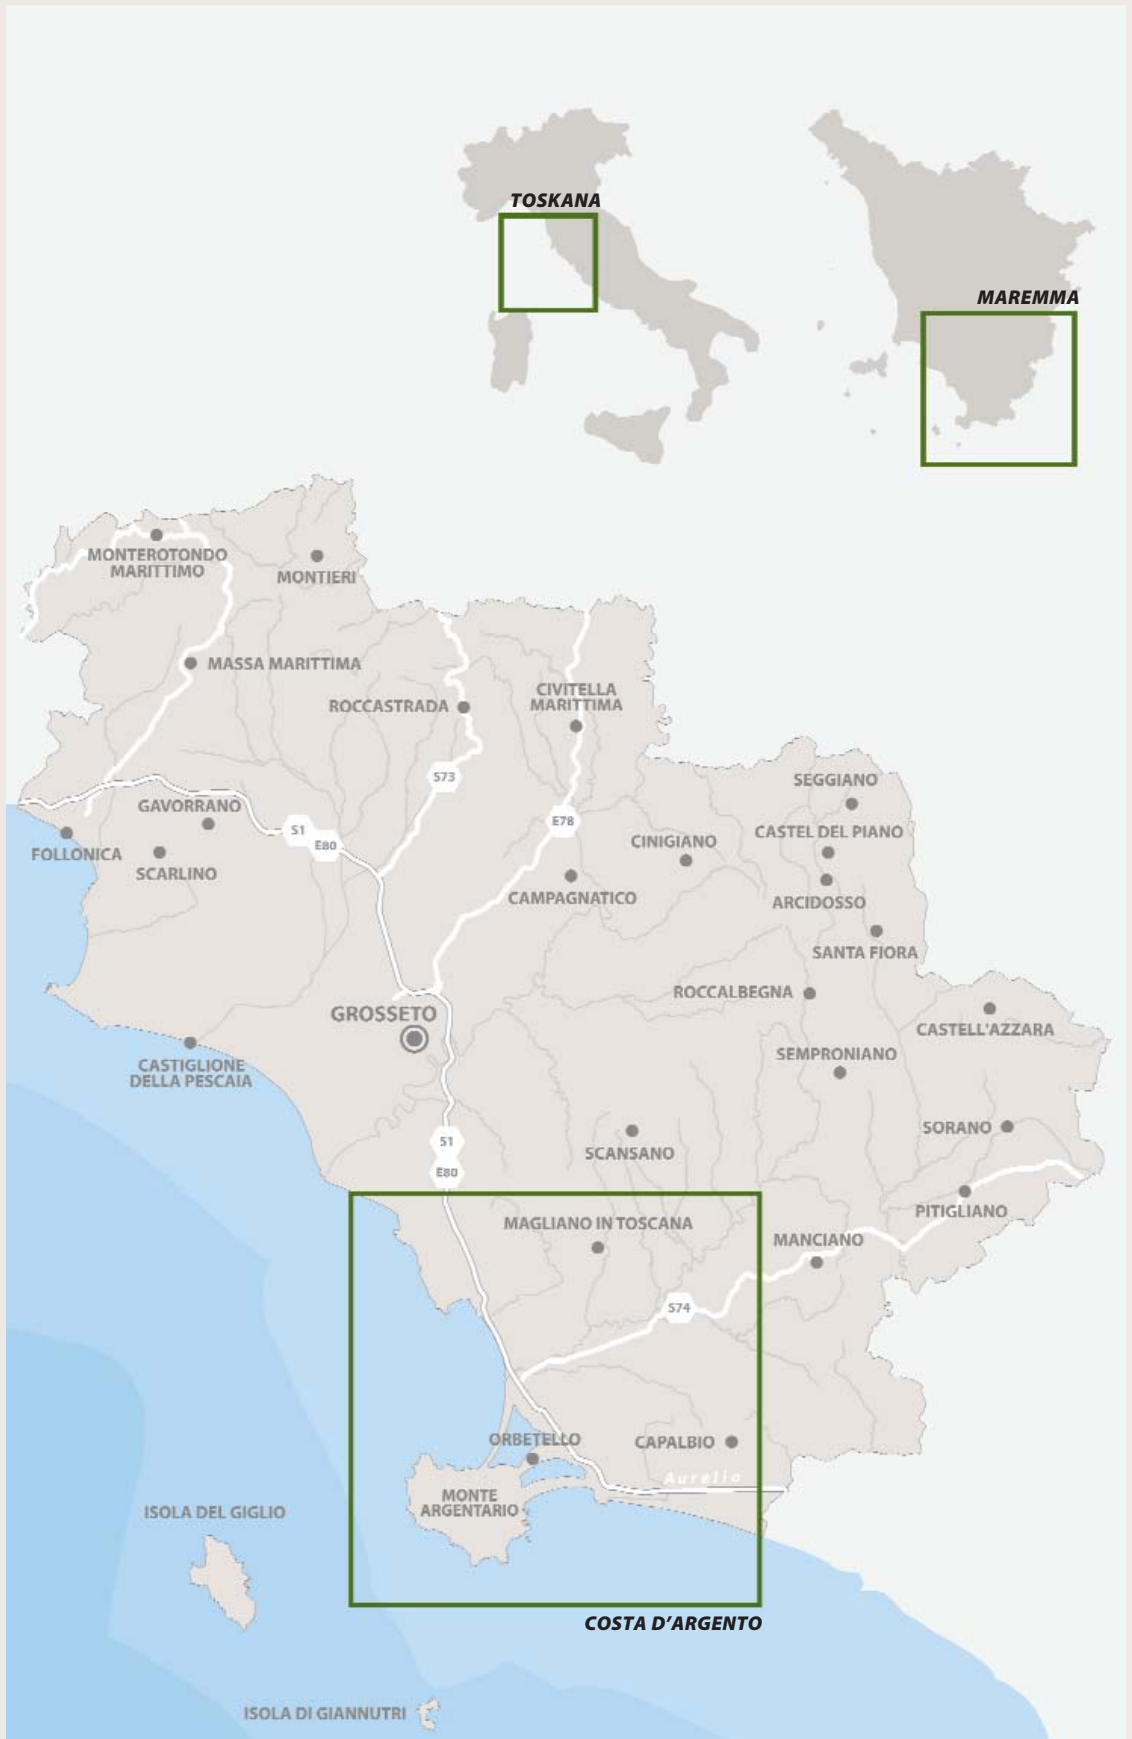 TOSKANA
MAREMMA
MONTEROTONDO
MARITTIMO
MONTIERI
MASSA MARITTIMA
ROCCASTRADA
CIVITELLA
MARITTIMA
S73
SEGGIANO
GAVORRANO
S1
E80
E78
CASTEL DEL PIANO
CINIGIANO
FOLLONICA
SCARLINO
CAMPAGNATICO
ARCIDOSSO
SANTA FIORA
ROCCALBEGNA
GROSSETO
CASTELL'AZZARA
SEMPRONIANO
CASTIGLIONE
DELLA PESCAIA
SORANO
S1
E80
SCANSANO
PITIGLIANO
MAGLIANO IN TOSCANA
MANCIANO
S74
ORBETELLO
CAPALBIO
Aurelia
MONTE
ARGENTARIO
ISOLA DEL GIGLIO
COSTA D’ARGENTO
ISOLA DI GIANNUTRI